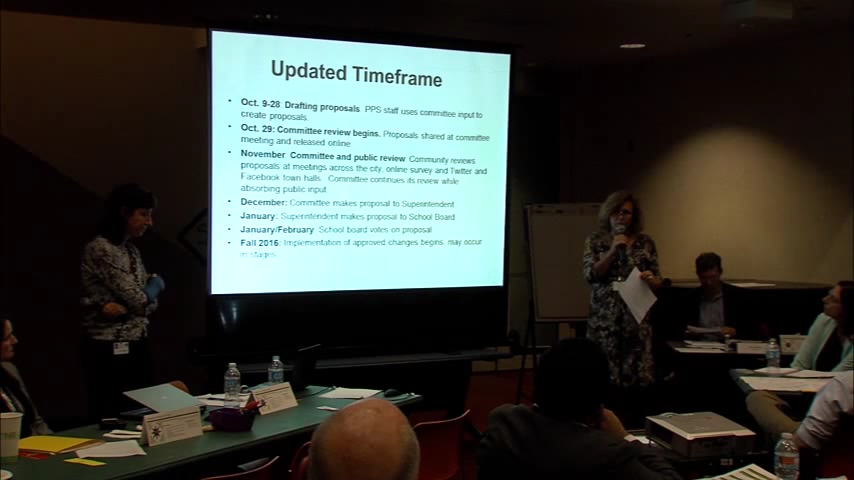 Updated Timeframe
• Oct. 9-28 Drafting proposals. PPS staff uses committee input to
create proposals.
• Oct. 29: Committee review begins. Proposals shared at committee
meeting and released online
• November Committee and public review Community reviews
proposals at meetings across the city, online survey and Twitter and
Facebook town halls. Committee continues its review while
absorbing public input
• December: Committee makes proposal to Superintendent
• January: Superintendent makes proposal to School Board
• January/February: School board votes on proposal
• Fall 2016: Implementation of approved changes begins, may occur
in stages